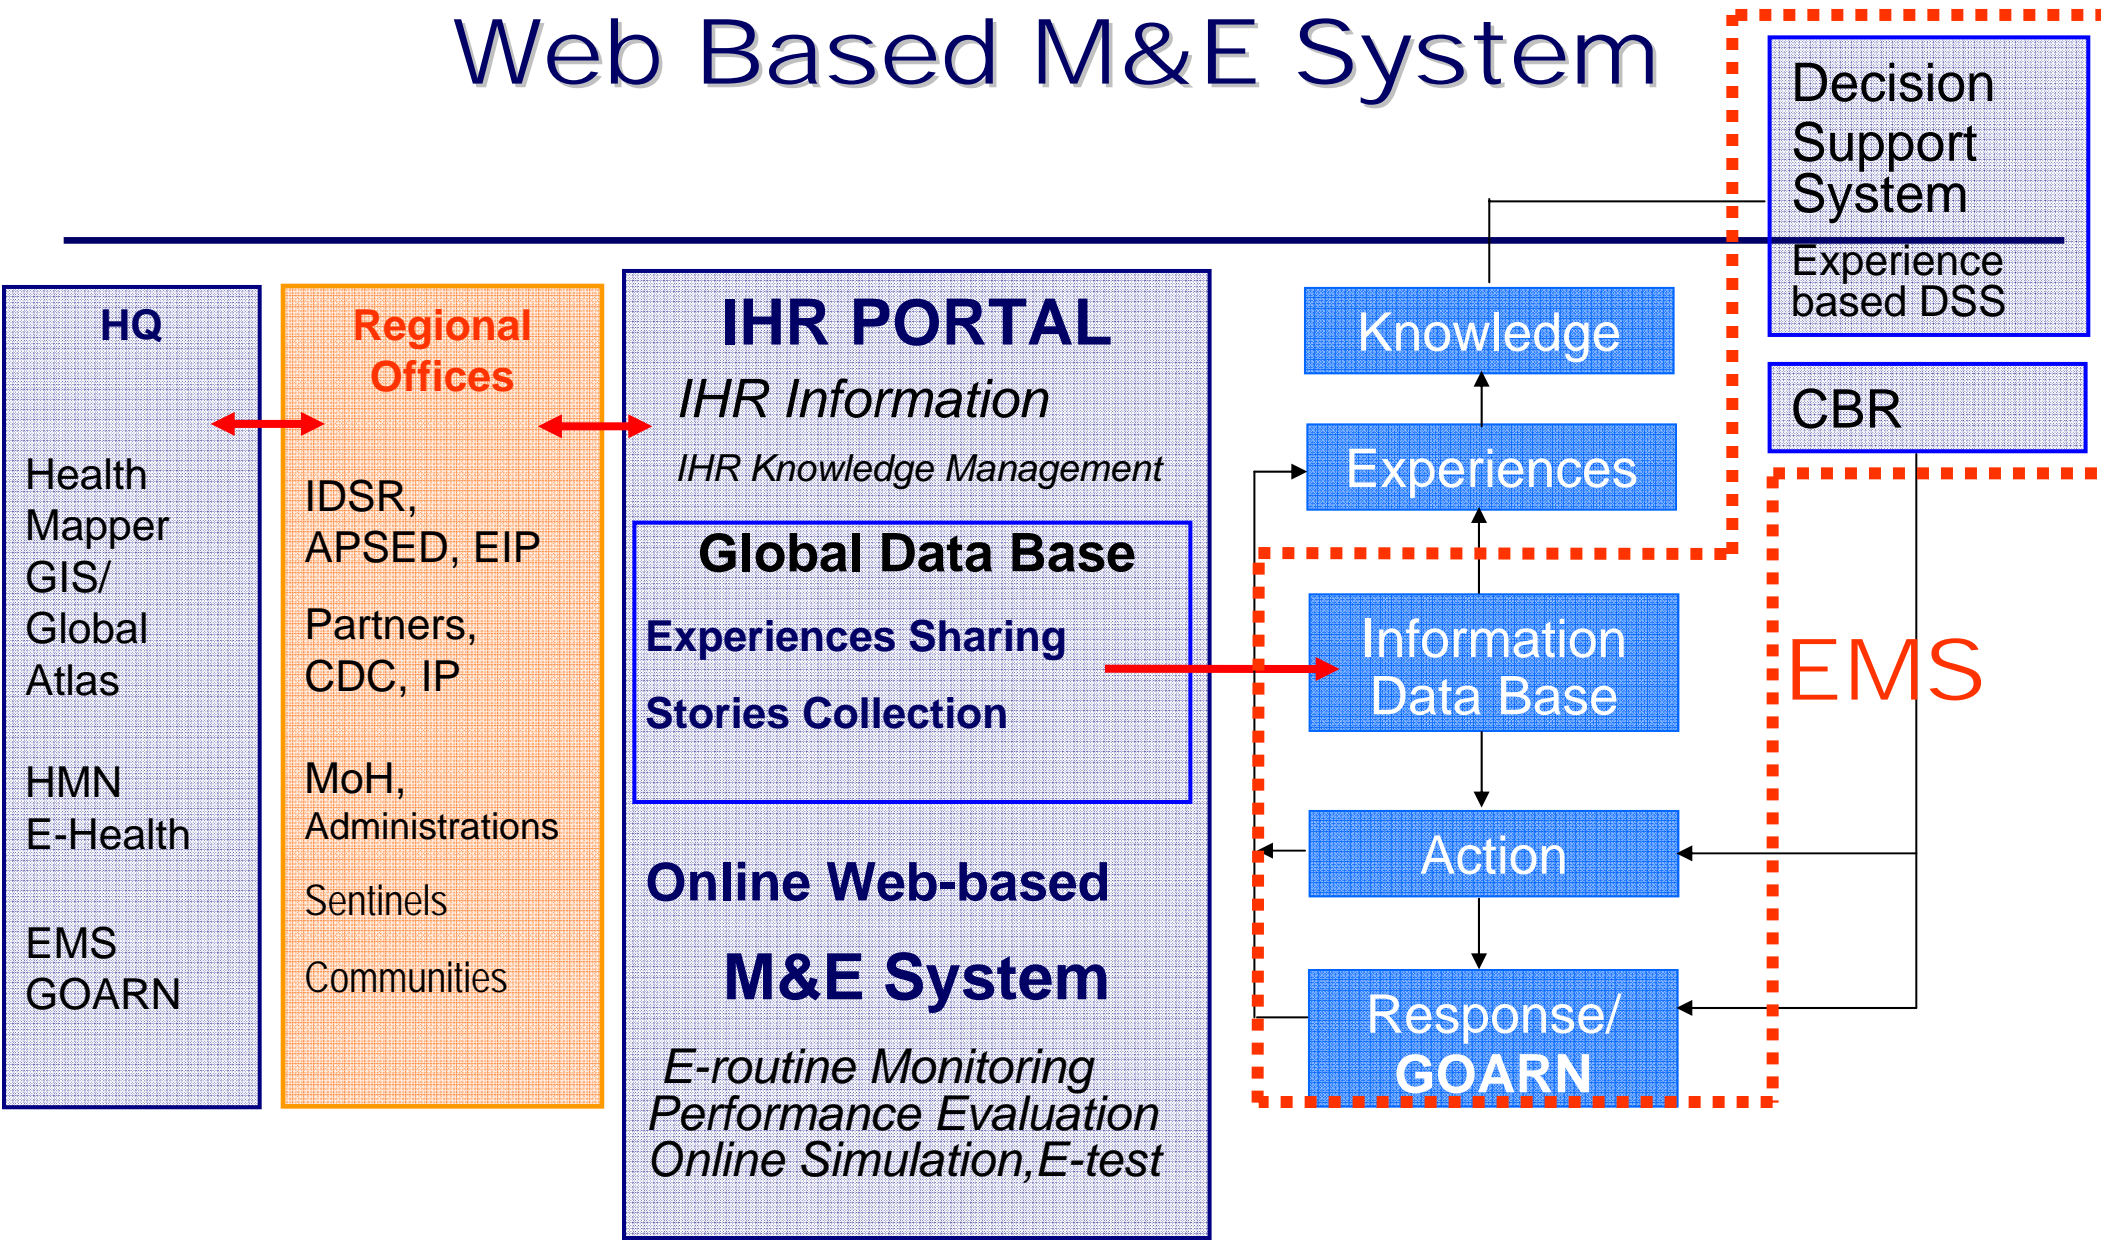 Web Based M&E System
HQ
Health
Mapper
GIS/
Global
Atlas
HMN
E-Health
EMS
GOARN
Regional
Offices
IDSR,
APSED, EIP
Partners,
CDC, IP
MoH,
Administrations
Sentinels
Communities
IHR PORTAL
IHR Information
IHR Knowledge Management
Global Data Base
Experiences Sharing
Stories Collection
Online Web-based
M&E System
E-routine Monitoring
Performance Evaluation
Online Simulation,E-test
Knowledge
Experiences
Information
Data Base
Action
Response/
GOARN
Decision
Support
System
Experience
based DSS
CBR
EMS